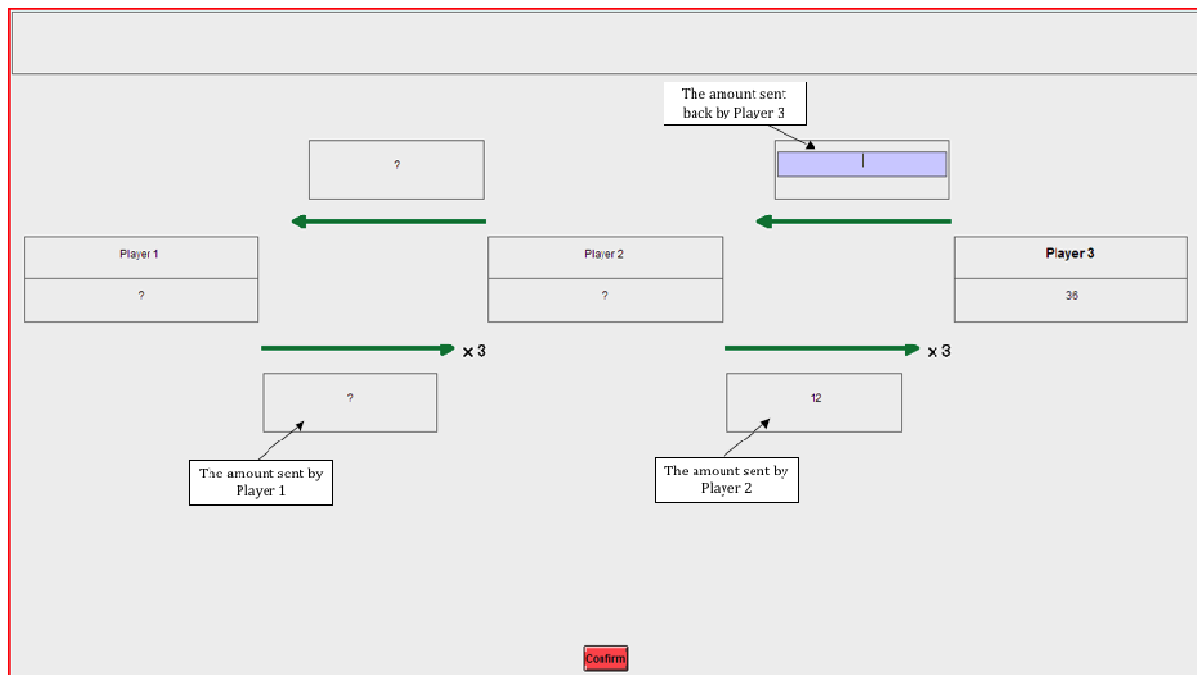 The amount sent
back by Player 3
?
Player 1
?
Player 2
?
Player 3
36
x 3
x 3
?
12
The amount sent by
Player 1
The amount sent by
Player 2
Confirm